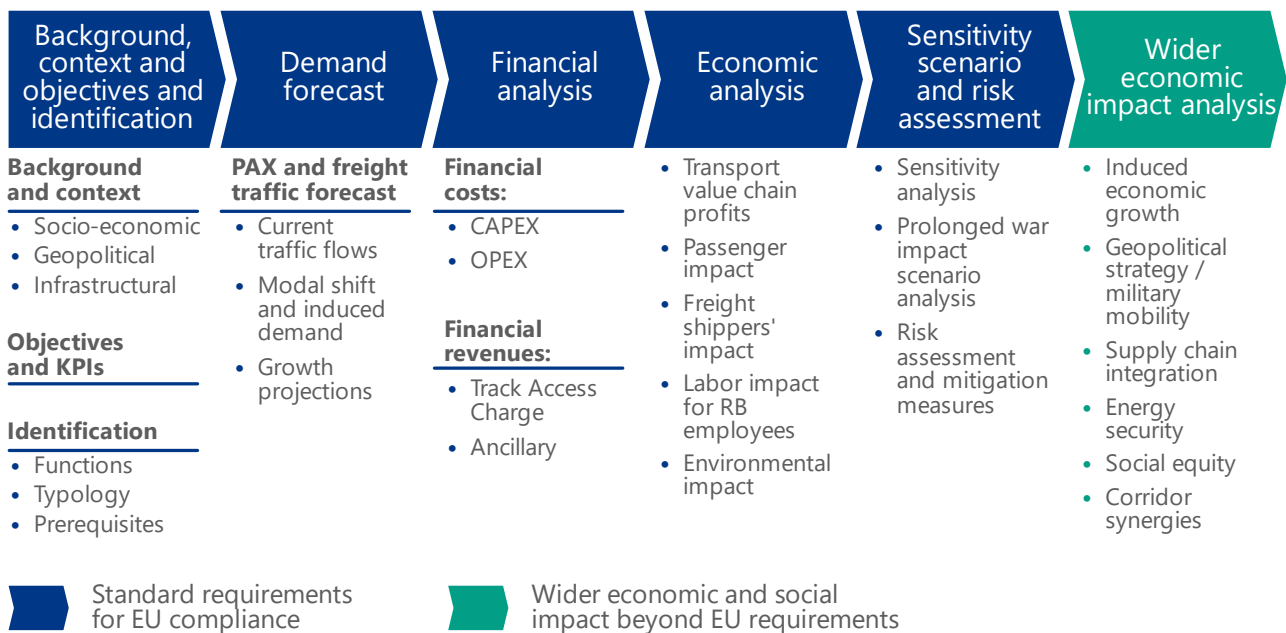 Background,
context and
objectives and
identification
Demand
forecast
Financial
analysis
Economic
analysis
Sensitivity
scenario
and risk
assessment
Wider
economic
impact analysis
Background
and context
• Socio-economic
• Geopolitical
• Infrastructural
Objectives
and KPIs
Identification
• Functions
• Typology
• Prerequisites
PAX and freight
traffic forecast
• Current
traffic flows
• Modal shift
and induced
demand
• Growth
projections
Financial
costs:
• CAPEX
• OPEX
Financial
revenues:
• Track Access
Charge
• Ancillary
• Transport
value chain
profits
• Passenger
impact
• Freight
shippers'
impact
• Labor impact
for RB
employees
• Environmental
impact
• Sensitivity
analysis
• Prolonged war
impact
scenario
analysis
• Risk
assessment
and mitigation
measures
• Induced
economic
growth
• Geopolitical
strategy /
military
mobility
• Supply chain
integration
• Energy
security
• Social equity
• Corridor
synergies
Standard requirements
for EU compliance
Wider economic and social
impact beyond EU requirements